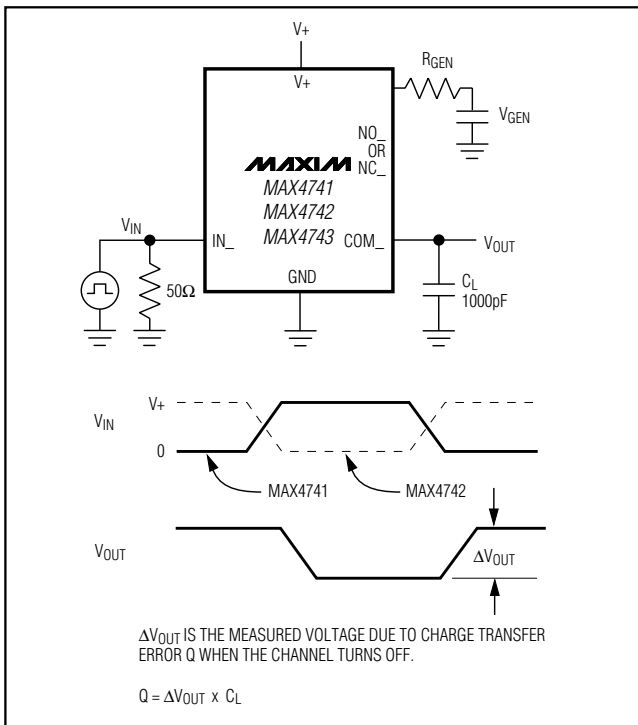 V+
V+
RGEN
VGEN
NO_
OR
NC_
MAXIM
MAX4741
MAX4742
MAX4743
VIN
IN_
COM_
VOUT
50Ω
GND
CL
1000pF
VIN
V+
0
MAX4741
MAX4742
VOUT
ΔVOUT
ΔVOUT IS THE MEASURED VOLTAGE DUE TO CHARGE TRANSFER
ERROR Q WHEN THE CHANNEL TURNS OFF.
Q = ΔVOUT x CL